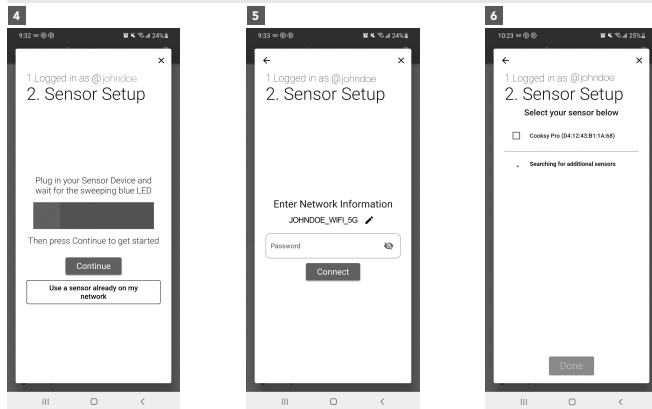 4
9:32
24%
1.Logged in as @johndoe
2. Sensor Setup
Plug in your Sensor Device and
wait for the sweeping blue LED
Then press Continue to get started
Continue
Use a sensor already on my
network
5
9:33
24%
1.Logged in as @johndoe
2. Sensor Setup
Enter Network Information
JOHNDOE_WIFI_5G
Password
Connect
6
10:23
25%
1.Logged in as @johndoe
2. Sensor Setup
Select your sensor below
Cooksy Pro (D4:12:43:B1:1A:68)
Searching for additional sensors
Done